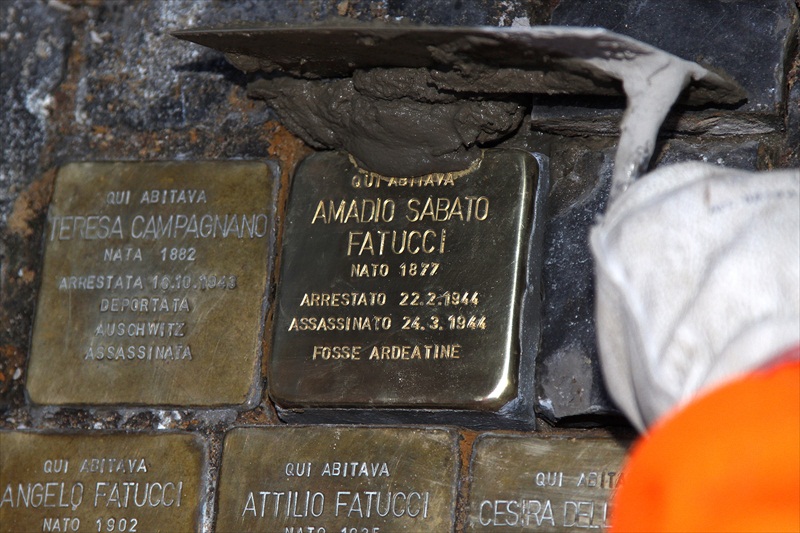 QUI ABITAVA
TERESA CAMPAGNANO
NATA 1882
ARRESTATA 16.10.1943
DEPORTATA
AUSCHWITZ
ASSASSINATA
QUI ABITAVA
AMADIO SABATO
FATUCCI
NATO 1877
ARRESTATO 22.2.1944
ASSASSINATO 24.3.1944
FOSSE ARDEATINE
QUI ABITAVA
ANGELO FATUCCI
NATO 1902
QUI ABITAVA
ATTILIO FATUCCI
NATO
QUI ABITAVA
CESIRA